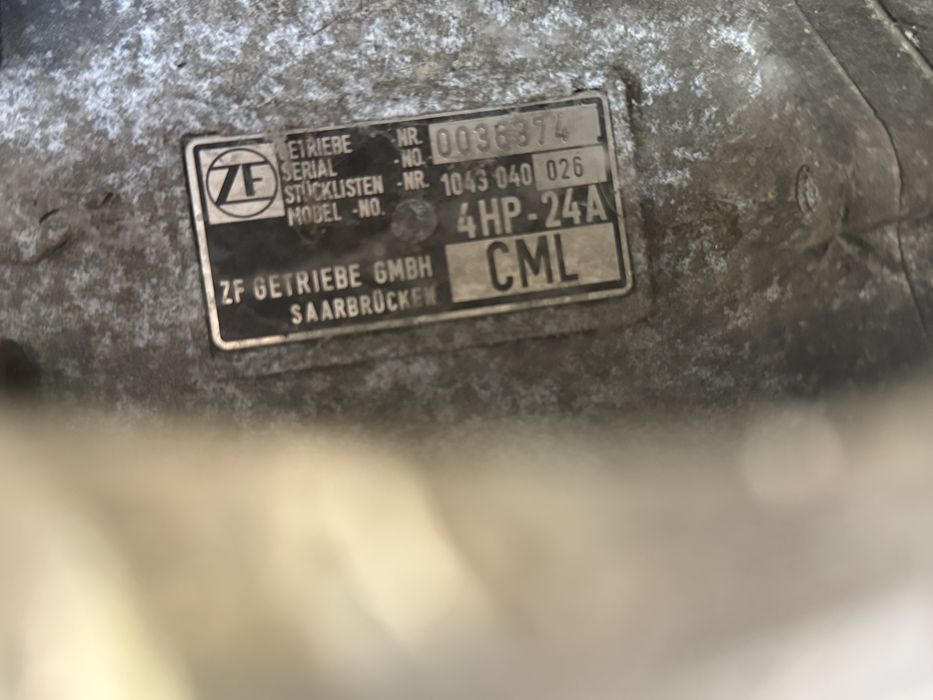 ZF
GETRIEBE -NR. 0036374
SERIAL -NO.
STÜCKLISTEN -NR. 1043 040 026
MODEL -NO.
4HP-24A
ZF GETRIEBE GMBH CML
SAARBRÜCKEN